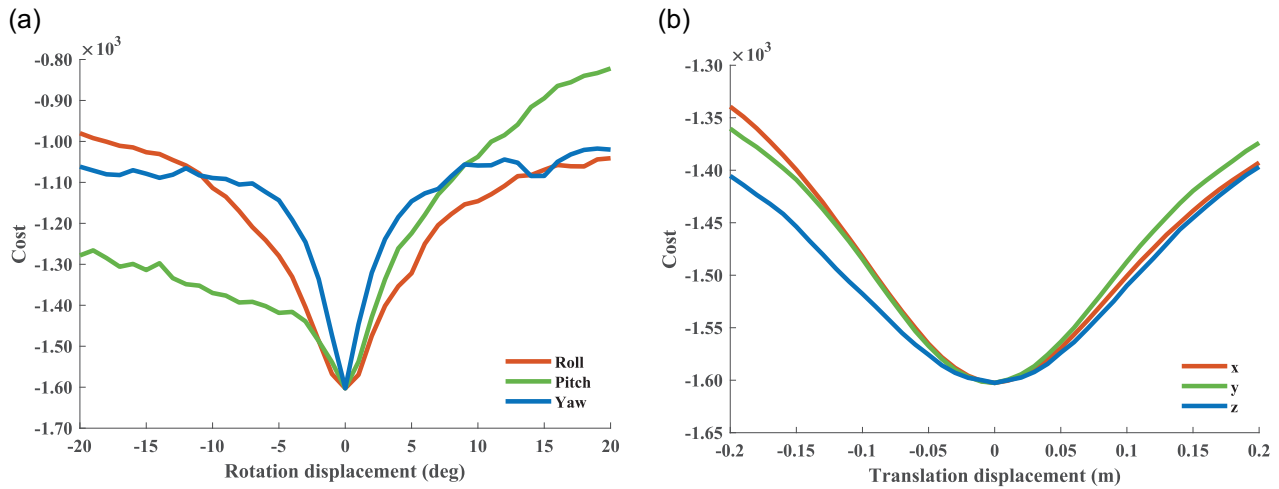 (a)
×10³
-0.80
-0.90
-1.00
-1.10
-1.20
-1.30
-1.40
-1.50
-1.60
-1.70
Cost
-20 -15 -10 -5 0 5 10 15 20
Rotation displacement (deg)
Roll
Pitch
Yaw
(b)
×10³
-1.30
-1.35
-1.40
-1.45
-1.50
-1.55
-1.60
-1.65
Cost
-0.2 -0.15 -0.1 -0.05 0 0.05 0.1 0.15 0.2
Translation displacement (m)
x
y
z